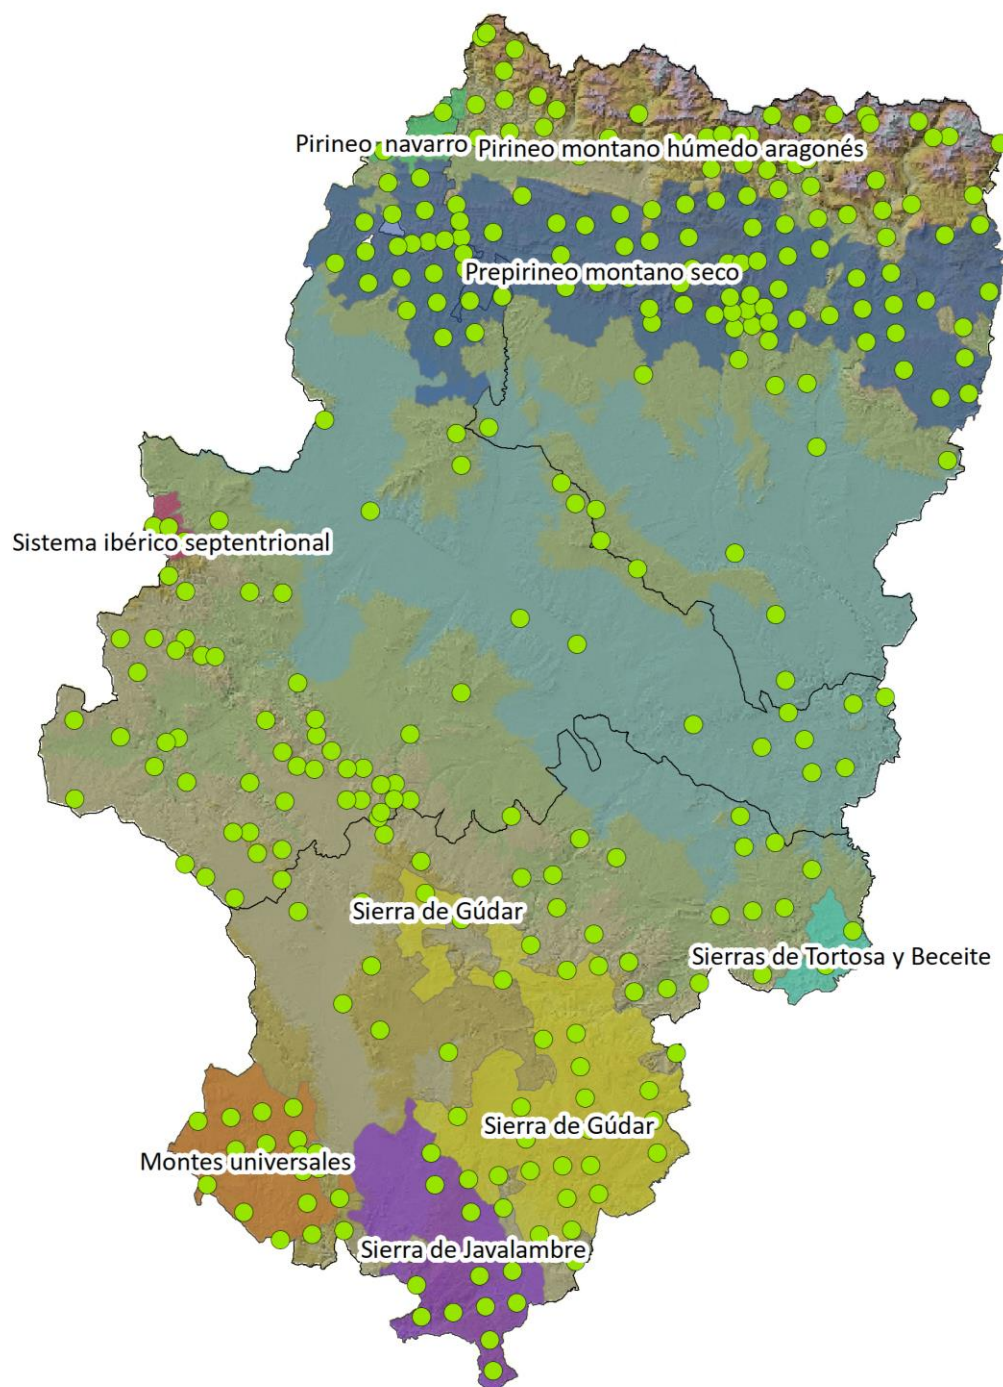 Pirineo navarro
Pirineo montano húmedo aragonés
Prepirineo montano seco
Sistema ibérico septentrional
Sierra de Gúdar
Sierras de Tortosa y Beceite
Sierra de Gúdar
Montes universales
Sierra de Javalambre